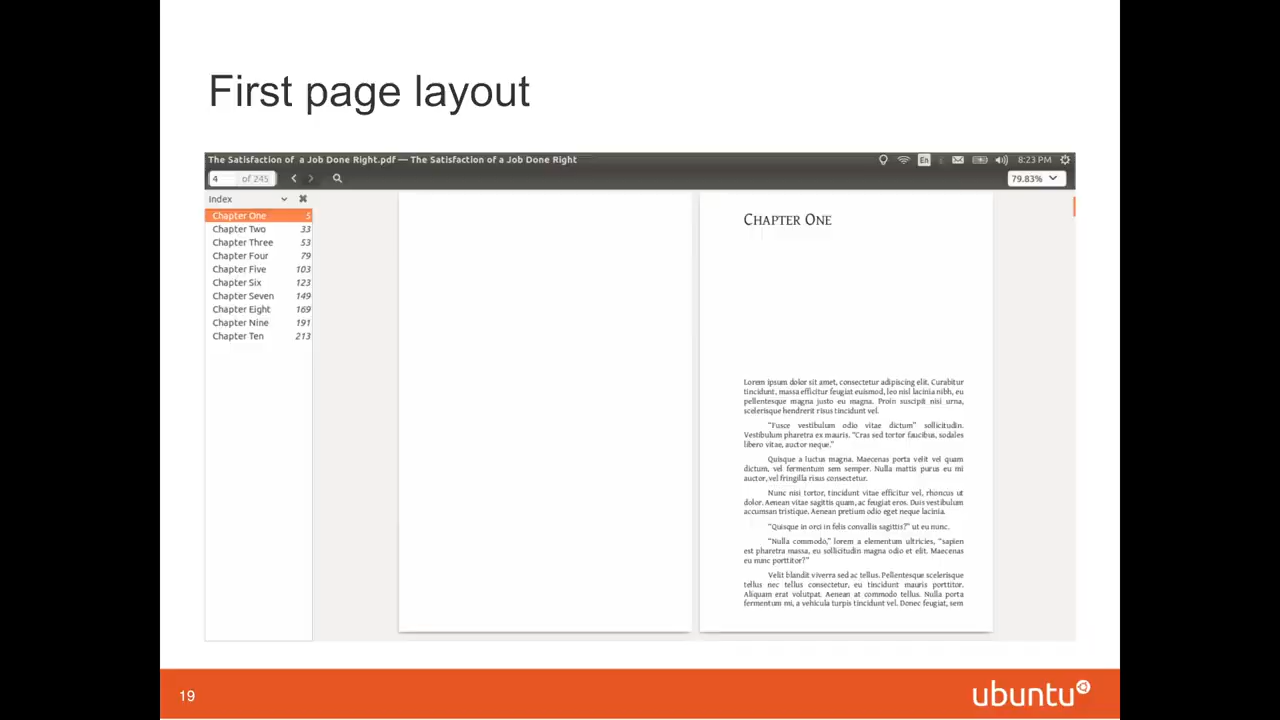 First page layout
The Satisfaction of a Job Done Right.pdf — The Satisfaction of a Job Done Right
En
8:23 PM
4 of 245
79.83%
Index
Chapter One 5
Chapter Two 33
Chapter Three 53
Chapter Four 79
Chapter Five 103
Chapter Six 123
Chapter Seven 149
Chapter Eight 169
Chapter Nine 191
Chapter Ten 213
CHAPTER ONE
Lorem ipsum dolor sit amet, consectetur adipiscing elit. Curabitur
tincidunt, massa efficitur feugiat euismod, leo nisl lacinia nibh, eu
pellentesque magna justo eu magna. Proin suscipit nisi urna,
scelerisque hendrerit risus tincidunt vel.
“Fusce vestibulum odio vitae dictum” sollicitudin.
Vestibulum pharetra ex mauris. “Cras sed tortor faucibus, sodales
libero vitae, auctor neque.”
Quisque a luctus magna. Maecenas porta velit vel quam
dictum, vel fermentum sem semper. Nulla mattis purus eu mi
auctor, vel fringilla risus consectetur.
Nunc nisi tortor, tincidunt vitae efficitur vel, rhoncus ut
dolor. Aenean vitae sagittis quam, ac feugiat eros. Duis vestibulum
accumsan tristique. Aenean pretium odio eget neque lacinia.
“Quisque in orci in felis convallis sagittis?” ut eu nunc.
“Nulla commodo,” lorem a elementum ultricies, “sapien
est pharetra massa, eu sollicitudin magna odio et elit. Maecenas
eu nunc porttitor?”
Velit blandit viverra sed ac tellus. Pellentesque scelerisque
tellus nec tellus consectetur, eu tincidunt mauris porttitor.
Aliquam erat volutpat. Aenean at commodo tellus. Nulla porta
fermentum mi, a vehicula turpis tincidunt vel. Donec feugiat, sem
19
ubuntu